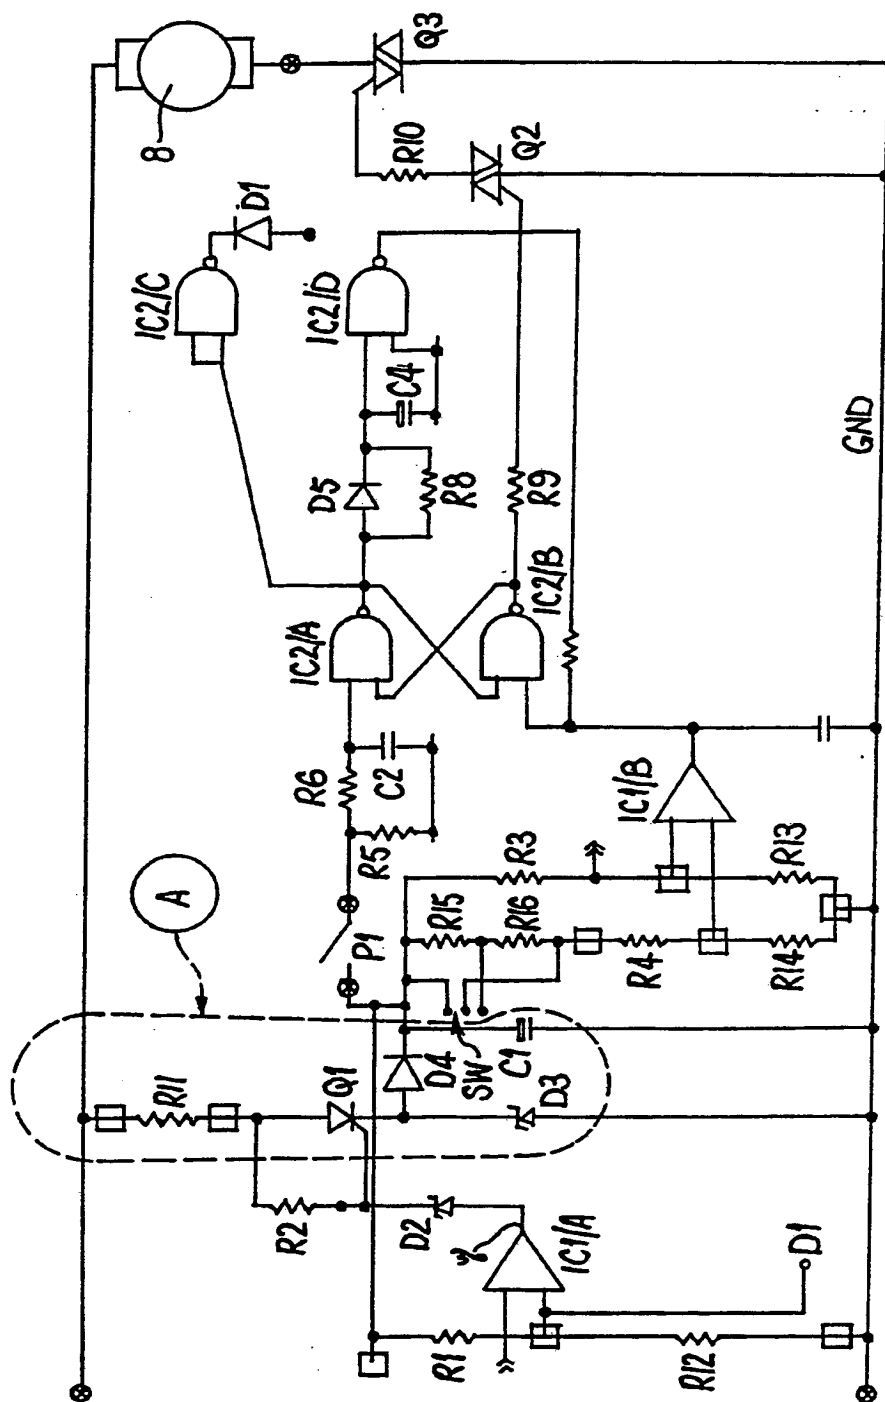 8
Q3
R10
Q2
D1
IC2/C
IC2/D
C4
D5
R8
R9
GND
IC2/A
IC2/B
R6
C2
R5
IC1/B
A
P1
R3
R15
R16
R13
R4
R14
R11
Q1
D4
SW
C1
D3
R2
D2
IC1/A
D1
R1
R12